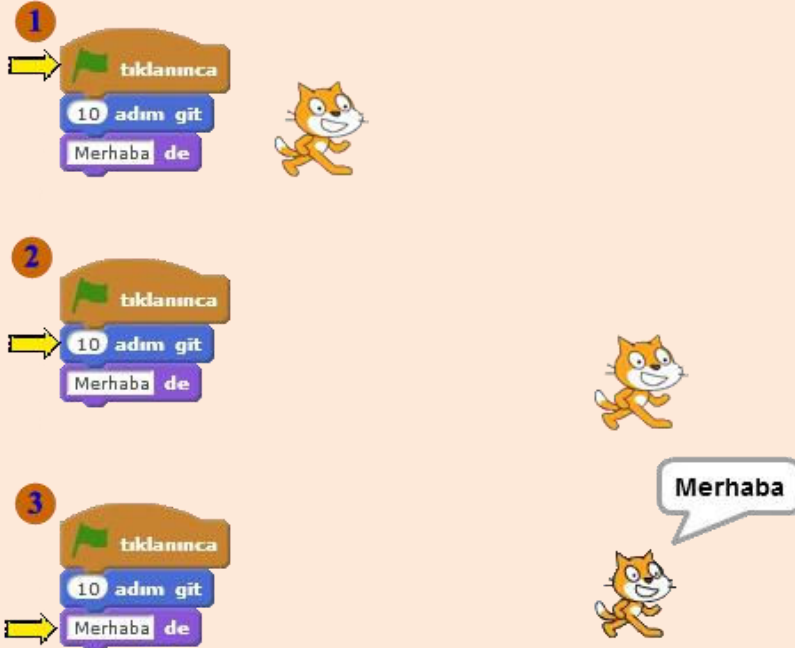 1
tıklanınca
10 adım git
Merhaba de
2
tıklanınca
10 adım git
Merhaba de
3
Merhaba
tıklanınca
10 adım git
Merhaba de